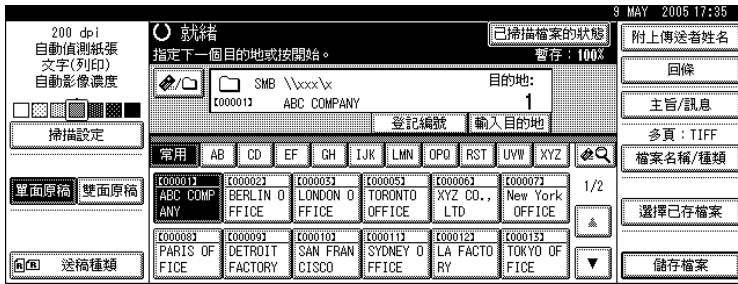 9 MAY 2005 17:35
200 dpi
自動偵測紙張
文字(列印)
自動影像濃度
掃描設定
單面原稿 雙面原稿
送稿種類
就緒
已掃描檔案的狀態
指定下一個目的地或按開始。
暫存：100%
SMB \\xxx\x
目的地:
[00001] ABC COMPANY
1
登記編號 輸入目的地
常用 AB CD EF GH IJK LMN OPQ RST UVW XYZ
[00001] ABC COMP
ANY
[00002] BERLIN O
FFICE
[00003] LONDON O
FFICE
[00005] TORONTO
OFFICE
[00006] XYZ CO.,
LTD
[00007] New York
OFFICE
1/2
[00008] PARIS OF
FICE
[00009] DETROIT
FACTORY
[00010] SAN FRAN
CISCO
[00011] SYDNEY O
FFICE
[00012] LA FACTO
RY
[00013] TOKYO OF
FICE
附上傳送者姓名
回條
主旨/訊息
多頁：TIFF
檔案名稱/種類
選擇已存檔案
儲存檔案